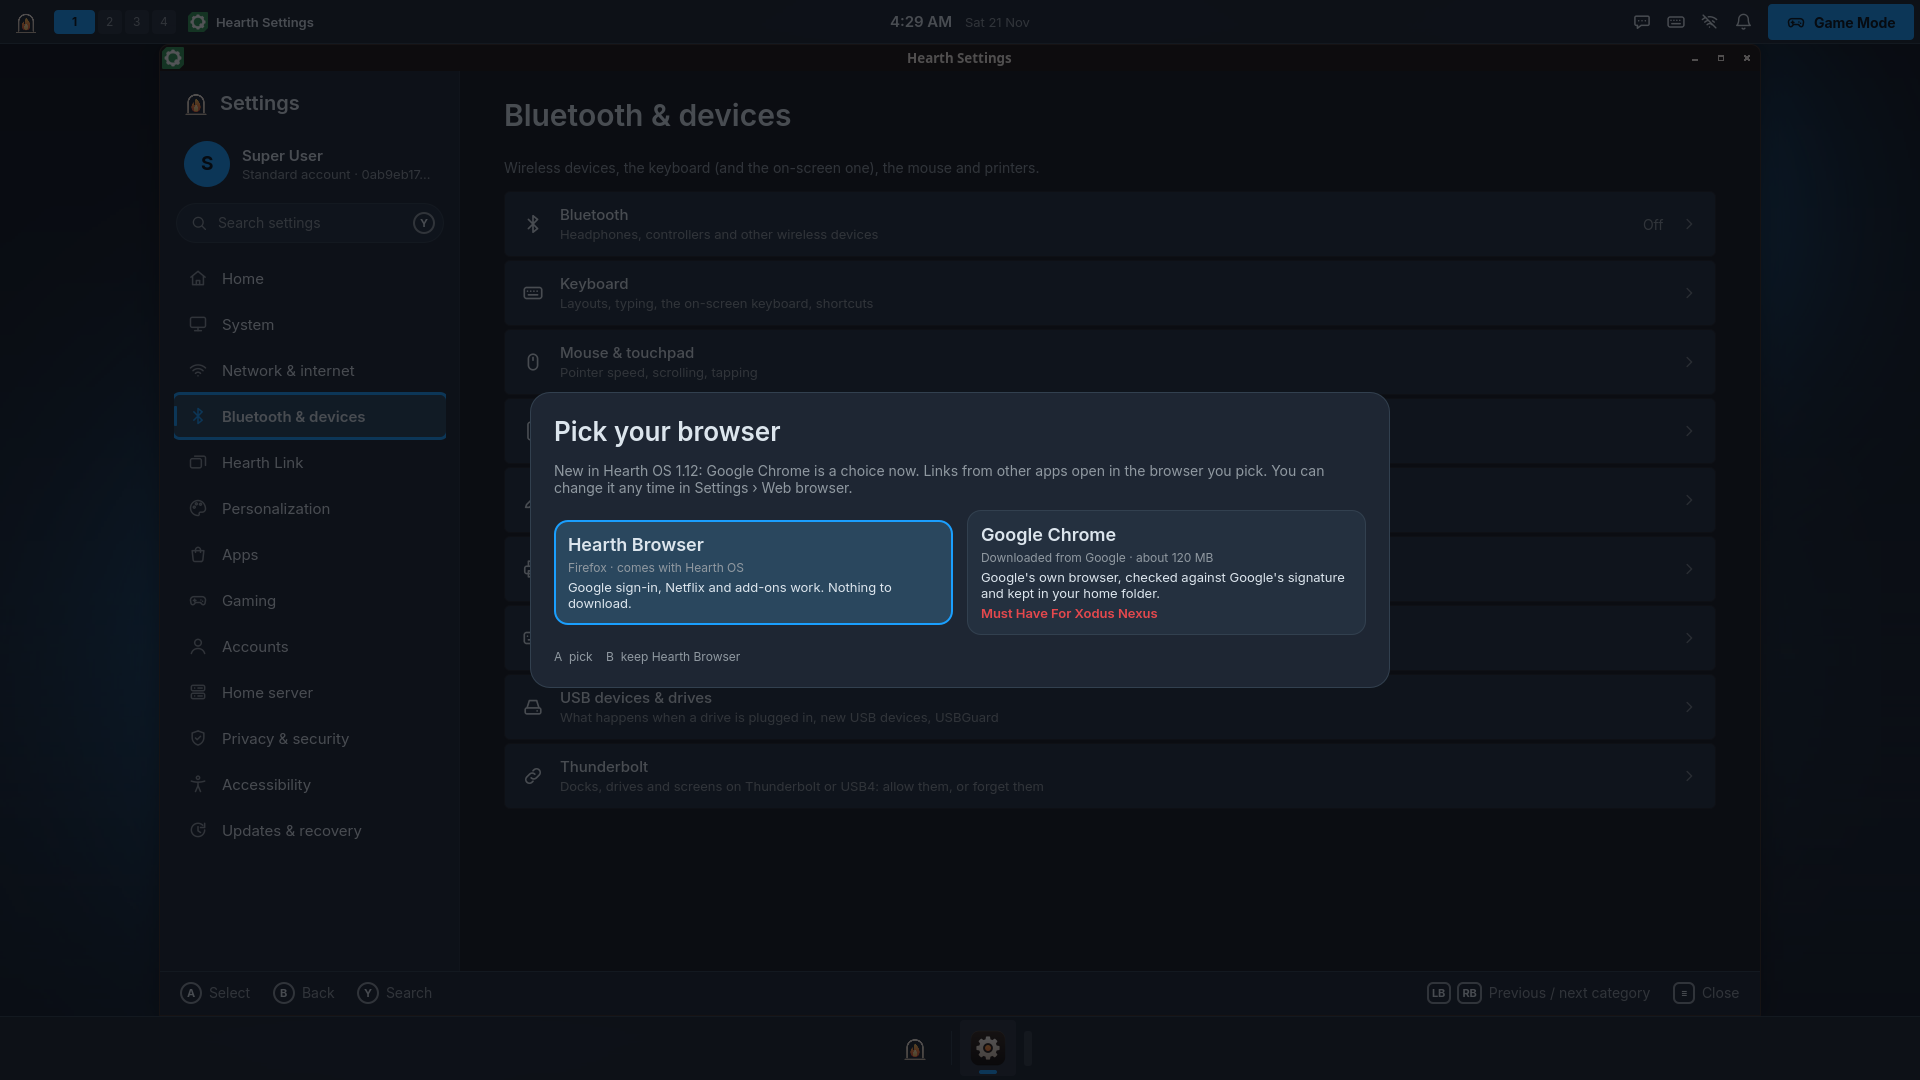 1 2 3 4 Hearth Settings
4:29 AM Sat 21 Nov
Game Mode
Hearth Settings
Settings
S
Super User
Standard account · 0ab9eb17...
Search settings Y
Home
System
Network & internet
Bluetooth & devices
Hearth Link
Personalization
Apps
Gaming
Accounts
Home server
Privacy & security
Accessibility
Updates & recovery
Bluetooth & devices
Wireless devices, the keyboard (and the on-screen one), the mouse and printers.
Bluetooth
Headphones, controllers and other wireless devices
Off
Keyboard
Layouts, typing, the on-screen keyboard, shortcuts
Mouse & touchpad
Pointer speed, scrolling, tapping
Pick your browser
New in Hearth OS 1.12: Google Chrome is a choice now. Links from other apps open in the browser you pick. You can
change it any time in Settings › Web browser.
Hearth Browser
Firefox · comes with Hearth OS
Google sign-in, Netflix and add-ons work. Nothing to
download.
Google Chrome
Downloaded from Google · about 120 MB
Google's own browser, checked against Google's signature
and kept in your home folder.
Must Have For Xodus Nexus
A pick B keep Hearth Browser
USB devices & drives
What happens when a drive is plugged in, new USB devices, USBGuard
Thunderbolt
Docks, drives and screens on Thunderbolt or USB4: allow them, or forget them
A Select B Back Y Search
LB RB Previous / next category Close